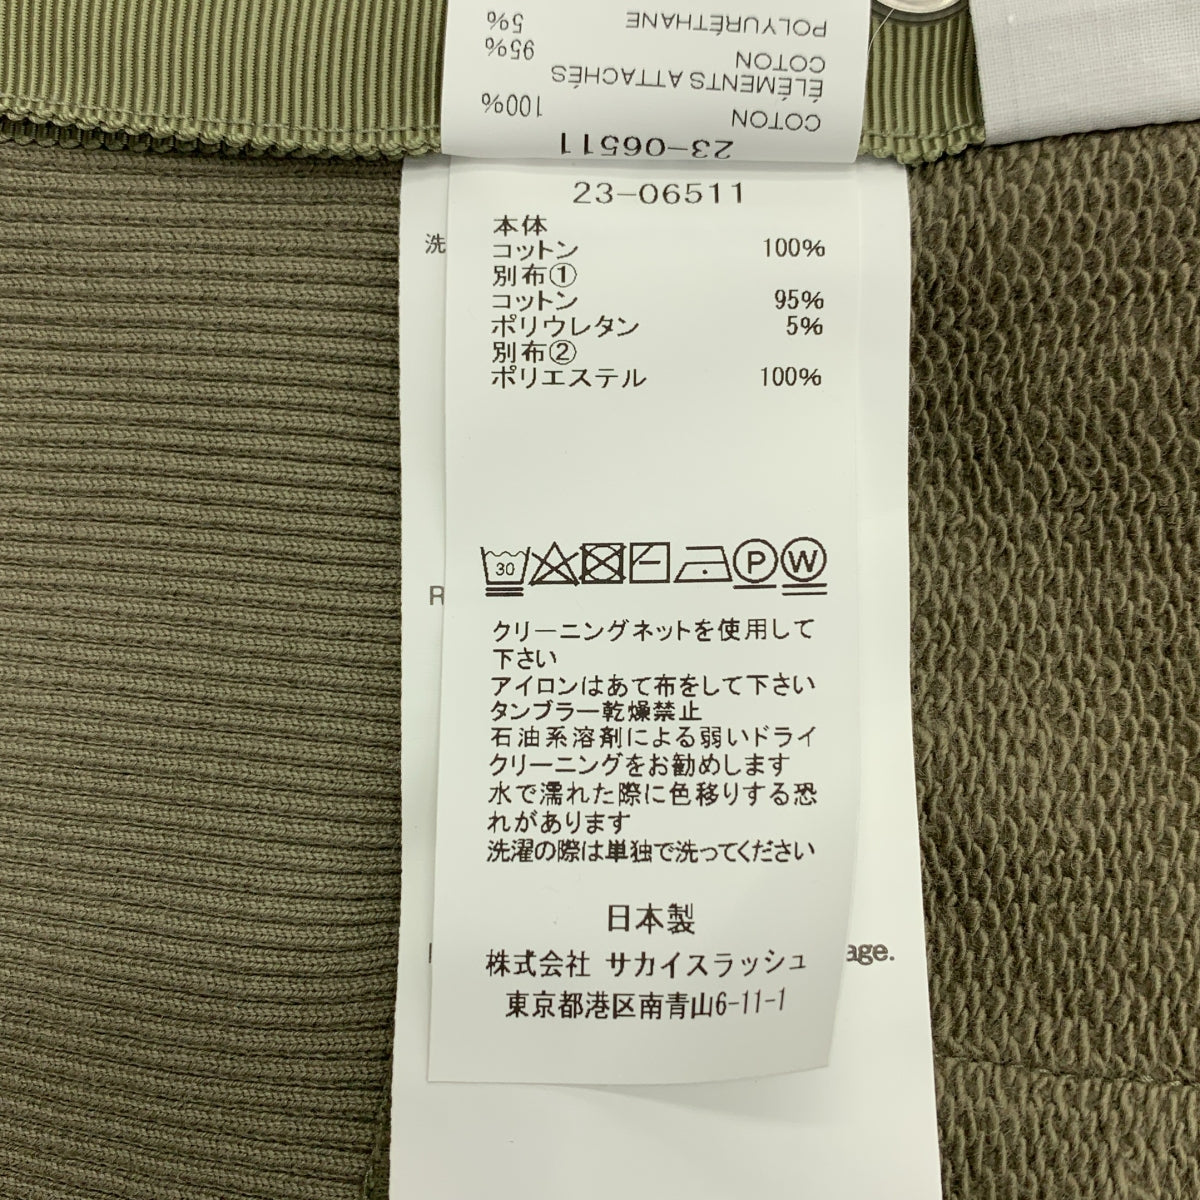 POLYURÉTHANE 5%
COTON 95%
ÉLÉMENTS ATTACHÉS
COTON 100%
23-06511
23-06511
本体
コットン 100%
別布①
コットン 95%
ポリウレタン 5%
別布②
ポリエステル 100%
洗
30 P W
R
クリーニングネットを使用して
下さい
アイロンはあて布をして下さい
タンブラー乾燥禁止
石油系溶剤による弱いドライ
クリーニングをお勧めします
水で濡れた際に色移りする恐
れがあります
洗濯の際は単独で洗ってください
日本製
株式会社 サカイスラッシュ
age.
東京都港区南青山6-11-1